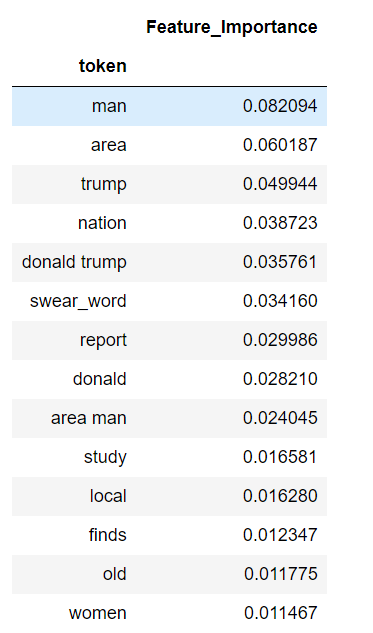 Feature_Importance
token
man 0.082094
area 0.060187
trump 0.049944
nation 0.038723
donald trump 0.035761
swear_word 0.034160
report 0.029986
donald 0.028210
area man 0.024045
study 0.016581
local 0.016280
finds 0.012347
old 0.011775
women 0.011467